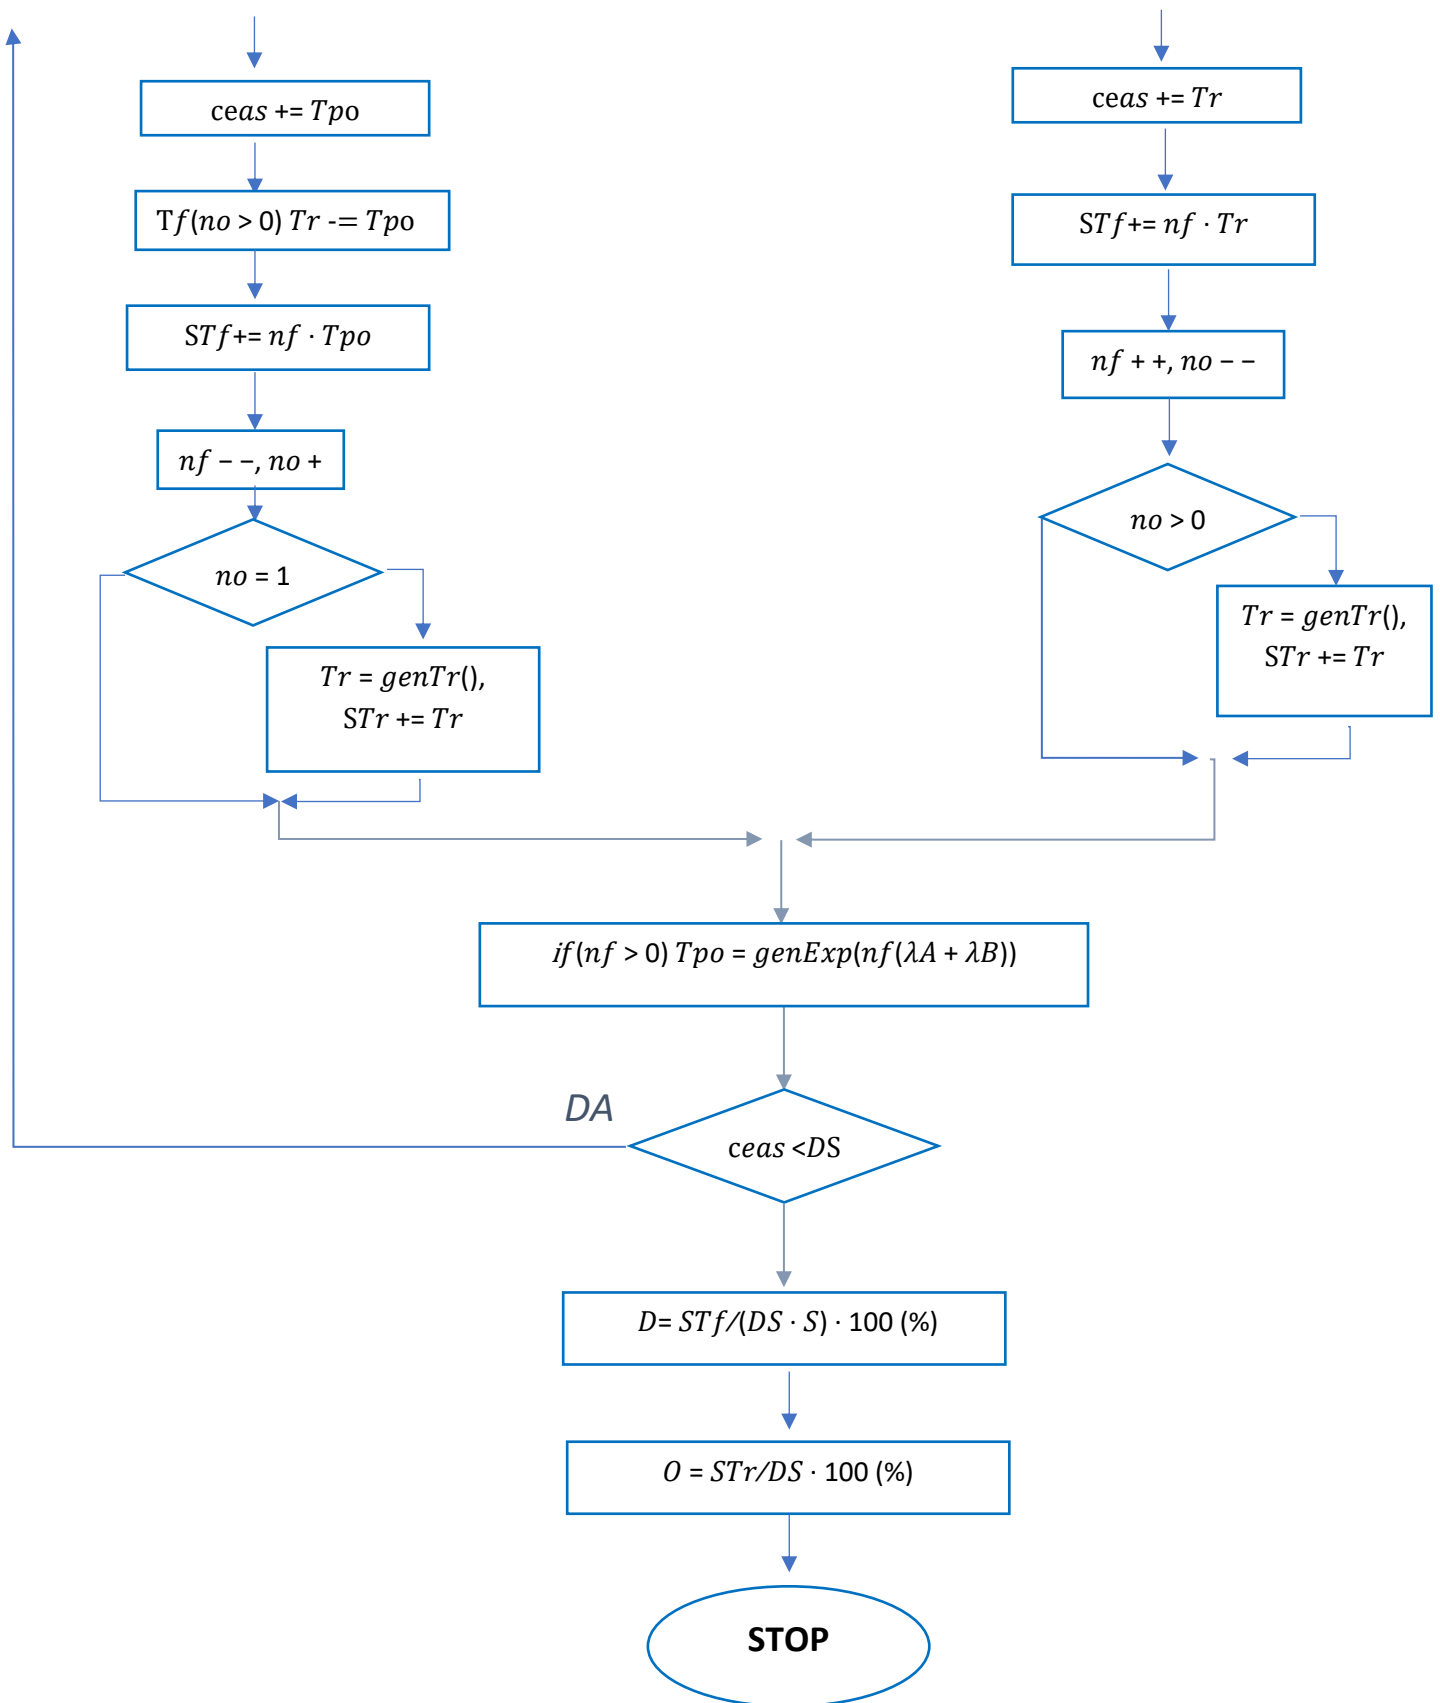 ceas += Tpo
Tf(no > 0) Tr -= Tpo
STf+= nf · Tpo
nf − −, no +
no = 1
Tr = genTr(),
STr += Tr
ceas += Tr
STf+= nf · Tr
nf + +, no − −
no > 0
Tr = genTr(),
STr += Tr
if(nf > 0) Tpo = genExp(nf(λA + λB))
DA
ceas <DS
D= STf/(DS · S) · 100 (%)
O = STr/DS · 100 (%)
STOP